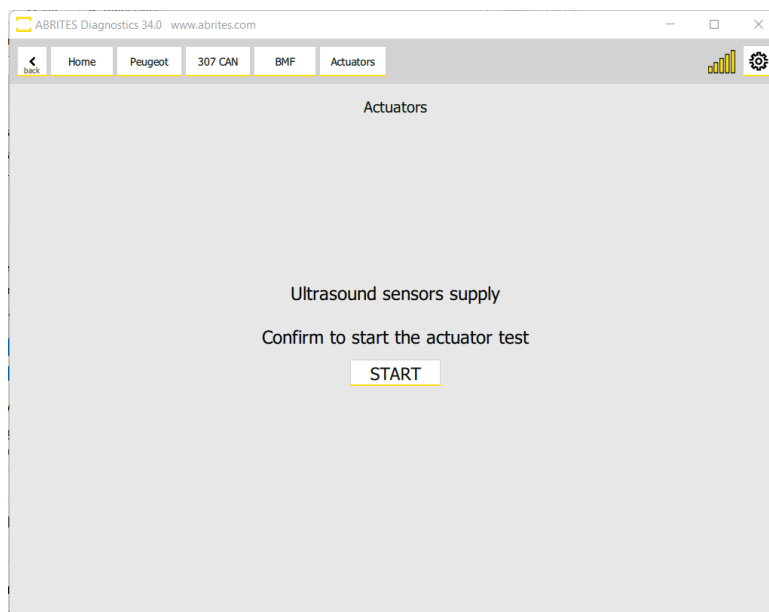 ABRITES Diagnostics 34.0 www.abrites.com
back
Home
Peugeot
307 CAN
BMF
Actuators
Actuators
Ultrasound sensors supply
Confirm to start the actuator test
START